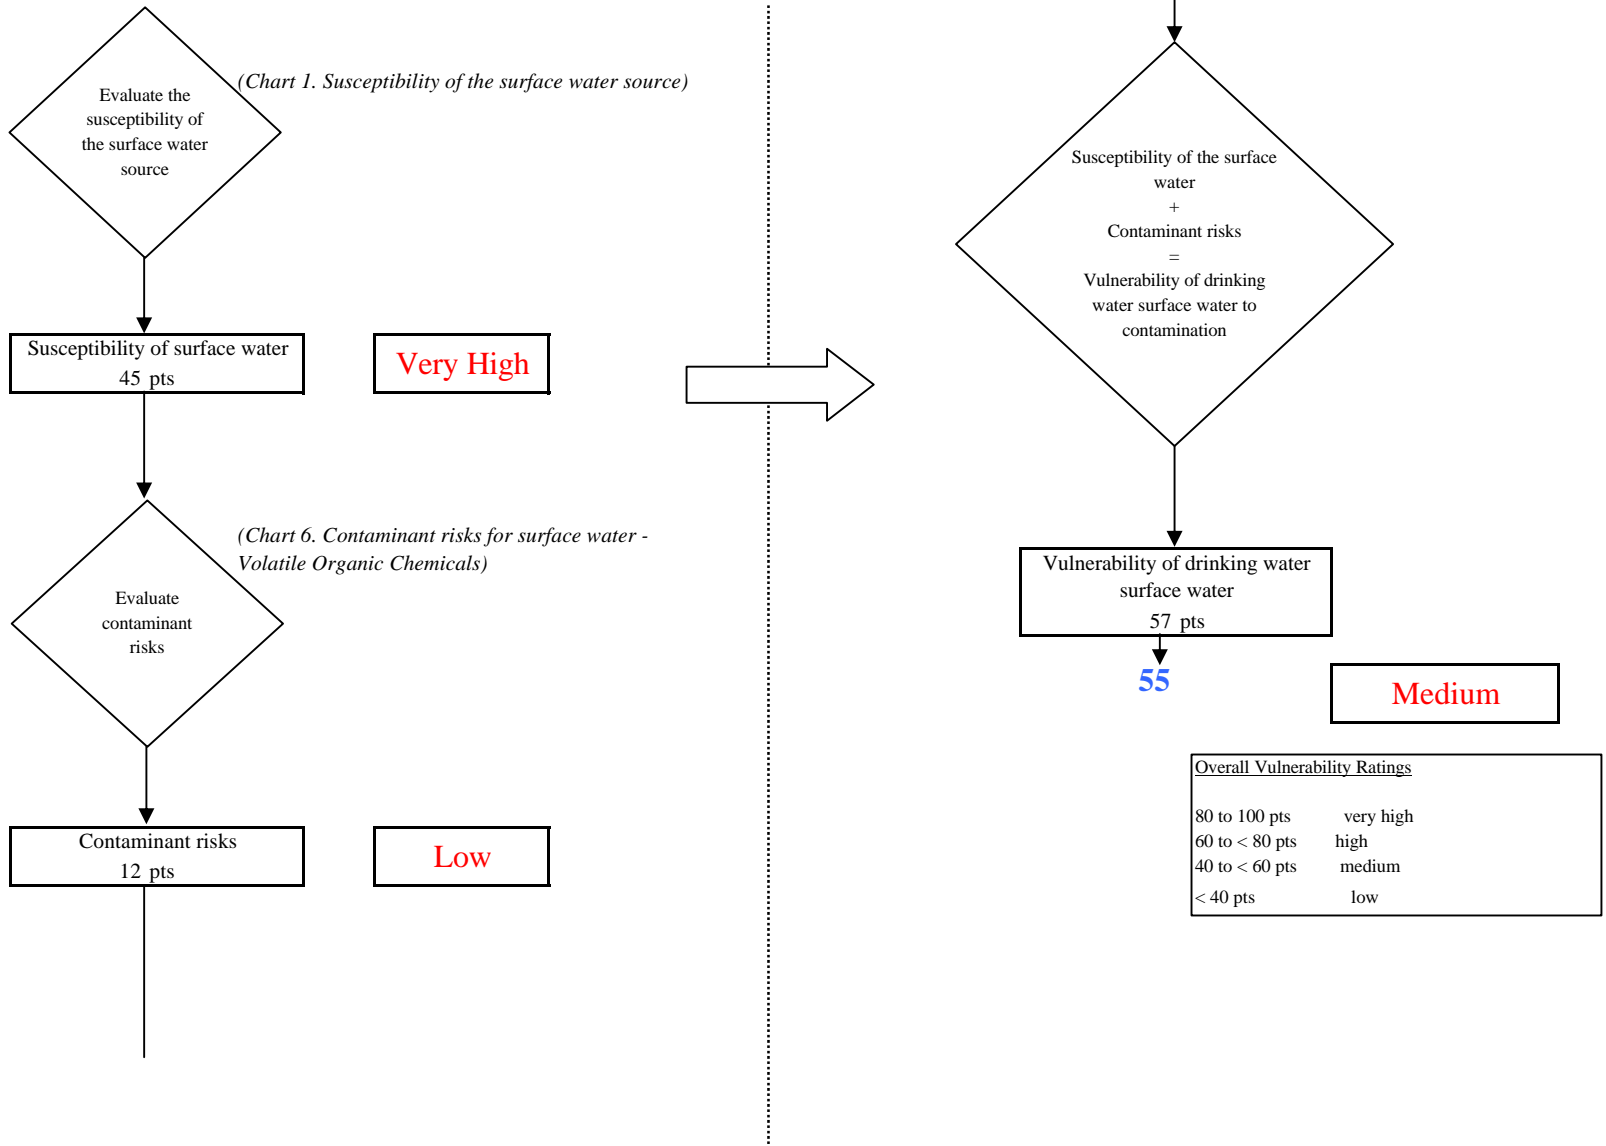 (Chart 1. Susceptibility of the surface water source)
Evaluate the
susceptibility of
the surface water
source
Susceptibility of surface water
45 pts
Very High
(Chart 6. Contaminant risks for surface water -
Volatile Organic Chemicals)
Evaluate
contaminant
risks
Contaminant risks
12 pts
Low
Susceptibility of the surface
water
+
Contaminant risks
=
Vulnerability of drinking
water surface water to
contamination
Vulnerability of drinking water
surface water
57 pts
55
Medium
Overall Vulnerability Ratings
80 to 100 pts very high
60 to < 80 pts high
40 to < 60 pts medium
< 40 pts low